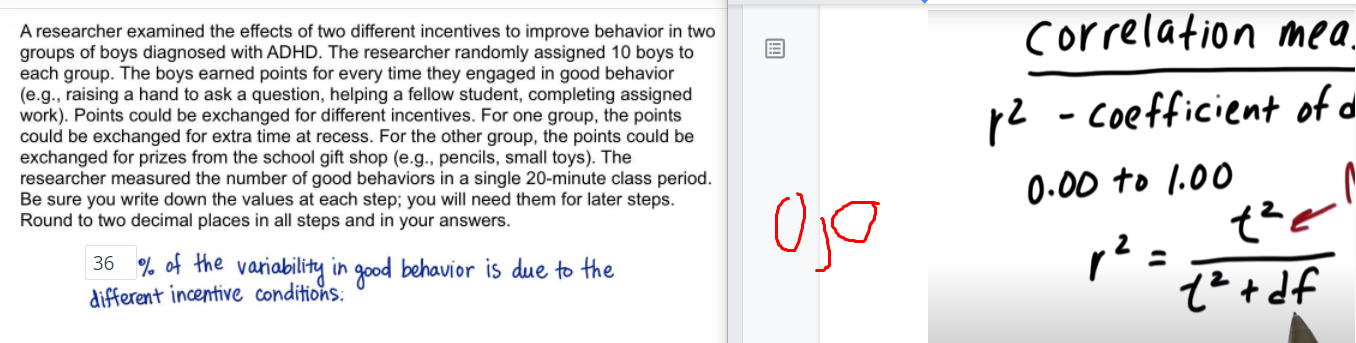 A researcher examined the effects of two different incentives to improve behavior in two
groups of boys diagnosed with ADHD. The researcher randomly assigned 10 boys to
each group. The boys earned points for every time they engaged in good behavior
(e.g., raising a hand to ask a question, helping a fellow student, completing assigned
work). Points could be exchanged for different incentives. For one group, the points
could be exchanged for extra time at recess. For the other group, the points could be
exchanged for prizes from the school gift shop (e.g., pencils, small toys). The
researcher measured the number of good behaviors in a single 20-minute class period.
Be sure you write down the values at each step; you will need them for later steps.
Round to two decimal places in all steps and in your answers.
36 % of the variability in good behavior is due to the
different incentive conditions.
0,0
Correlation mea
r² - coefficient of
0.00 to 1.00
r² = t² / t² + df